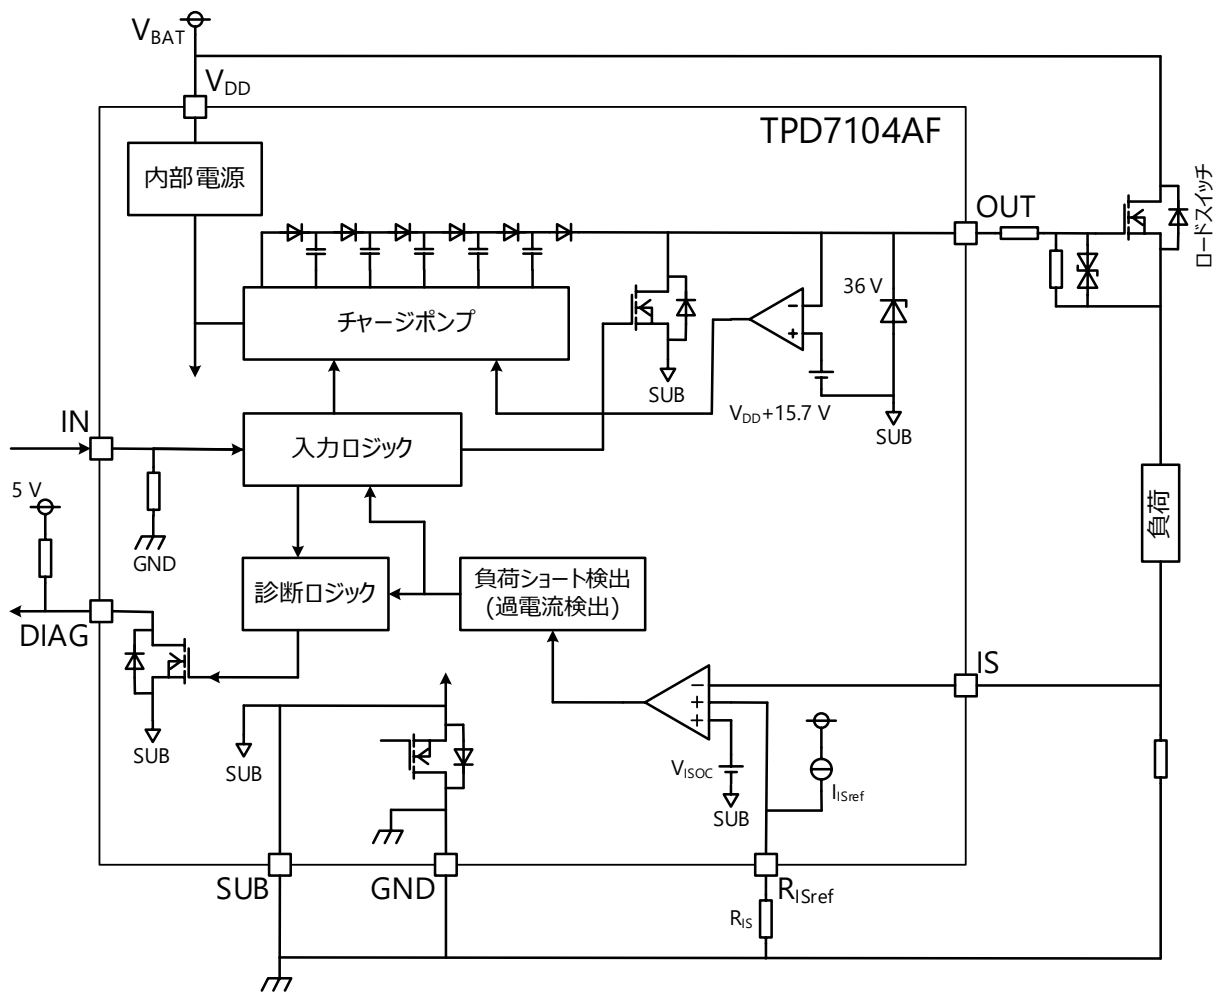 VBAT
VDD
TPD7104AF
内部電源
OUT
ロードスイッチ
チャージポンプ
36 V
SUB
VDD+15.7 V
SUB
IN
入力ロジック
5 V
GND
負荷
診断ロジック
負荷ショート検出
(過電流検出)
DIAG
IS
SUB
SUB
VISOC
IISref
SUB
SUB
GND
RISref
RIS